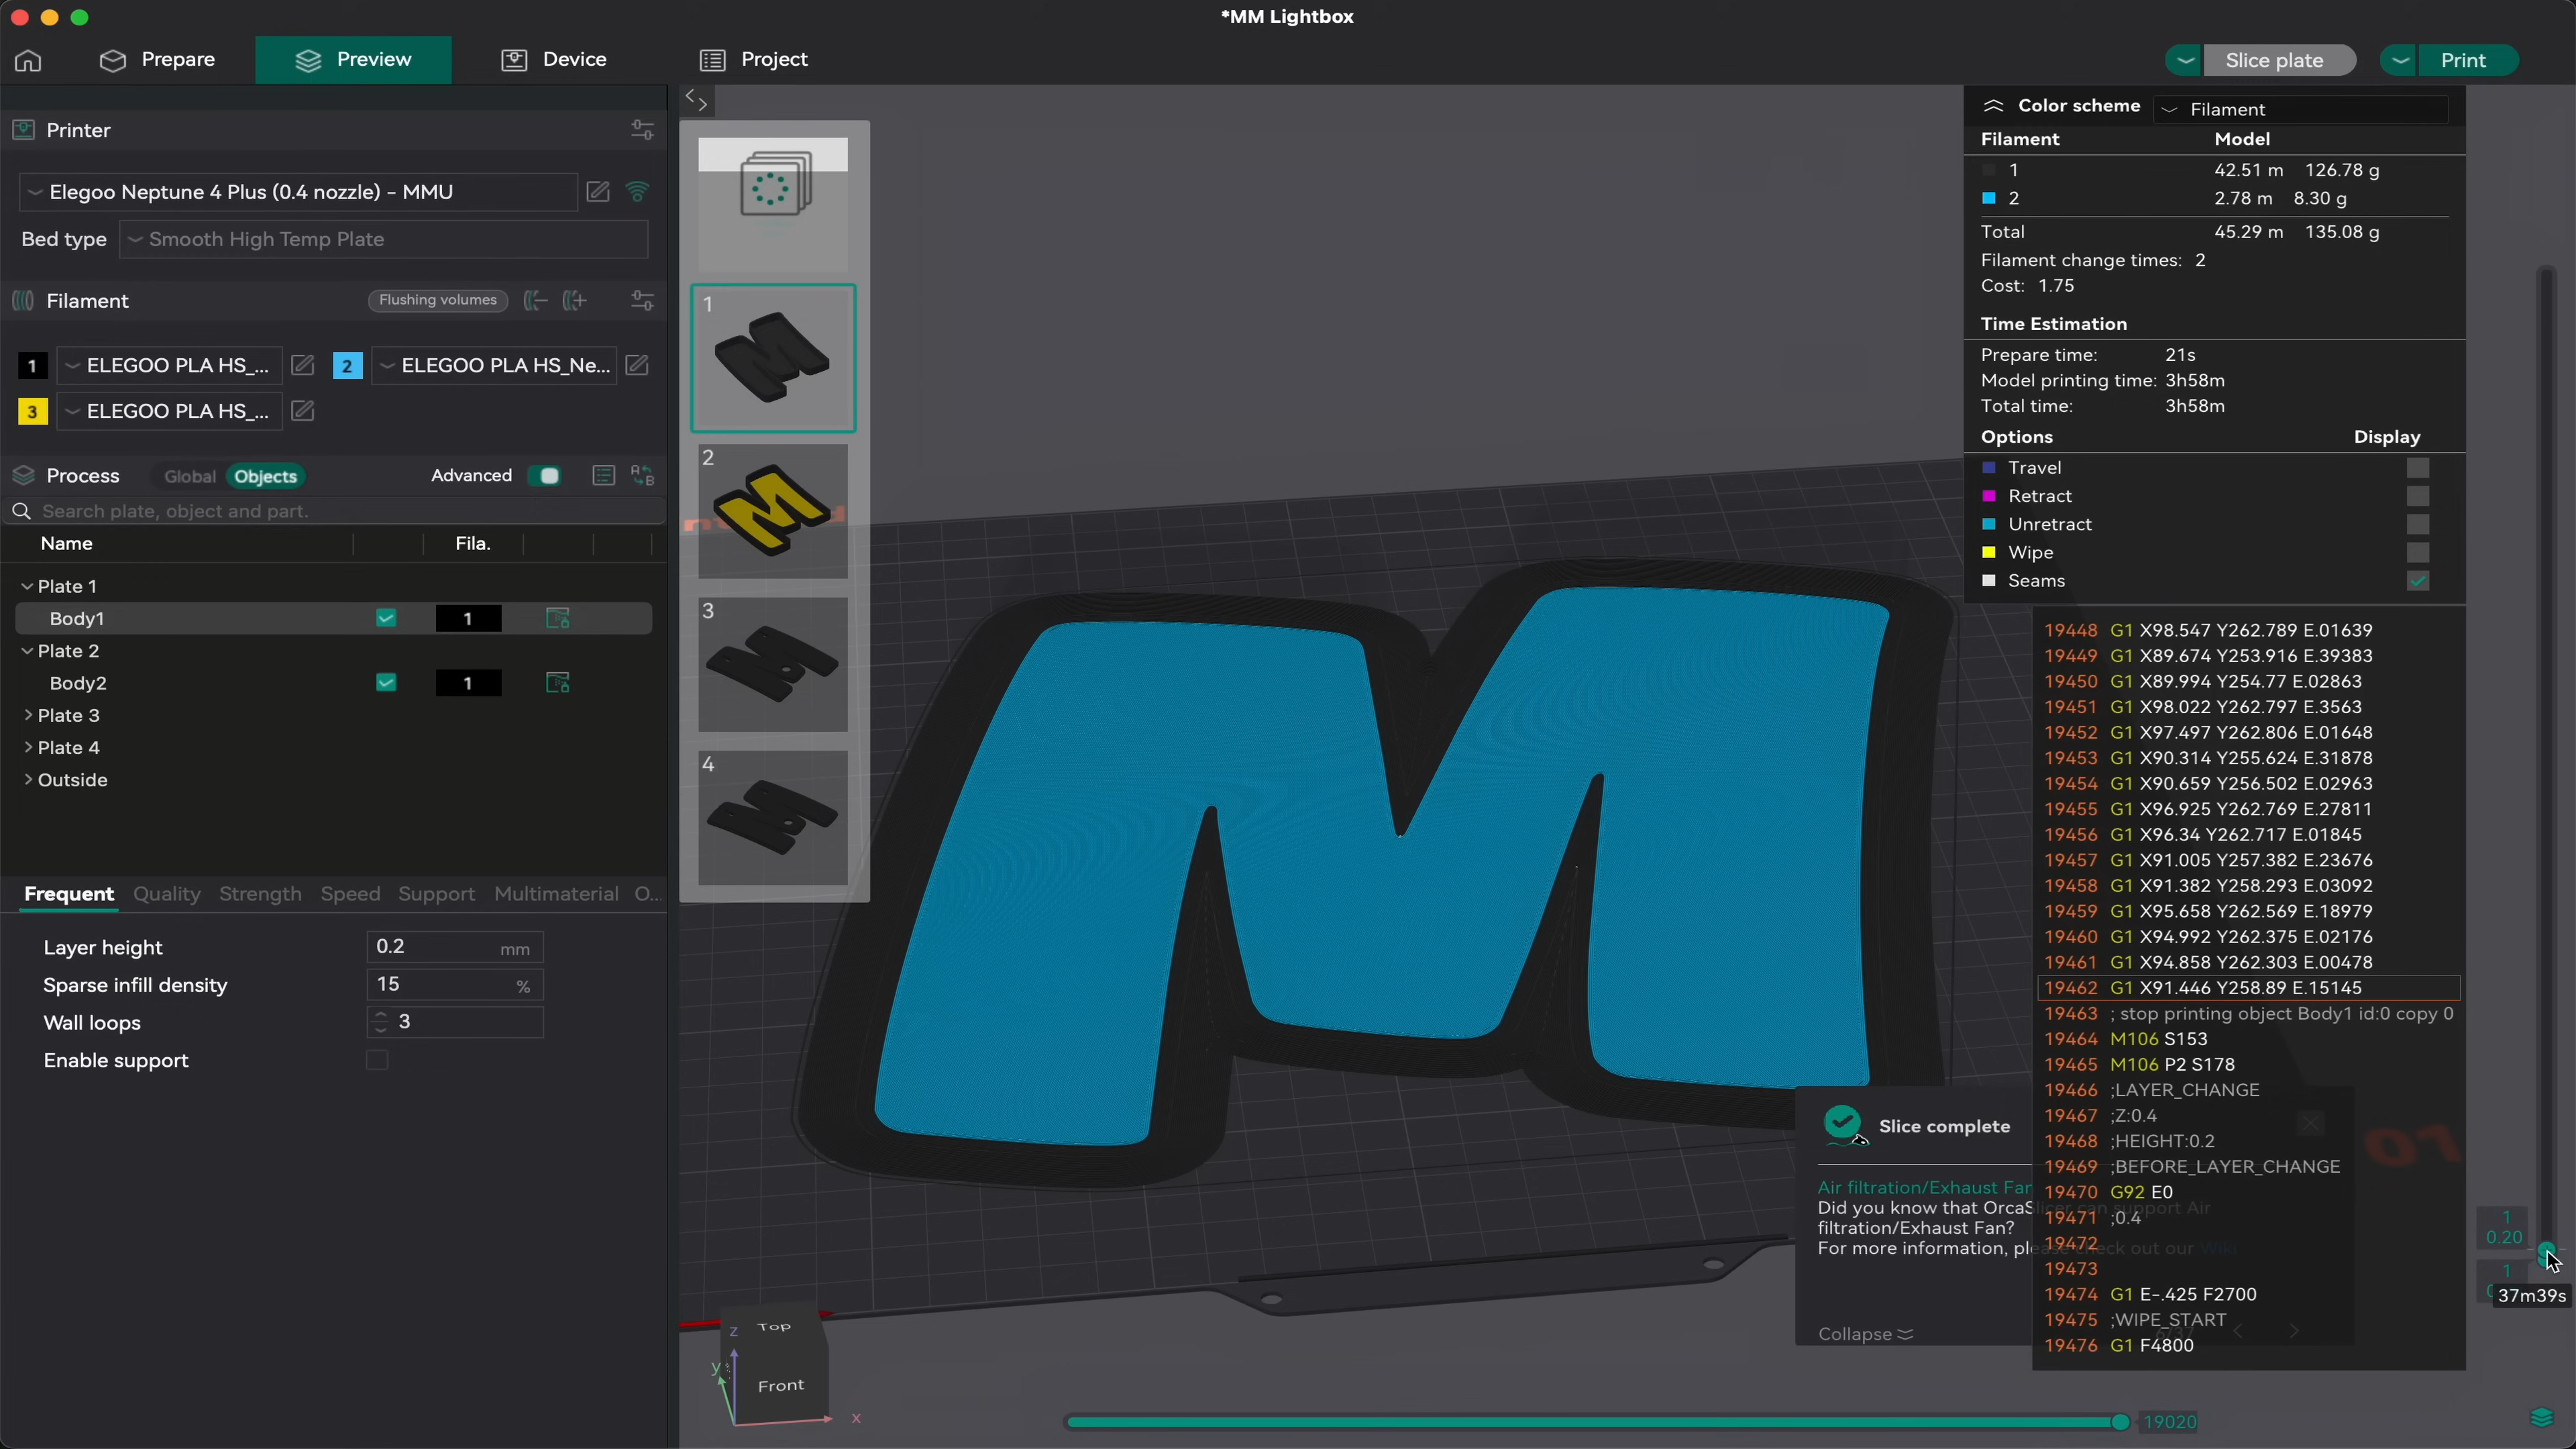 *MM Lightbox
Prepare
Preview
Device
Project
Slice plate
Print
Printer
Elegoo Neptune 4 Plus (0.4 nozzle) - MMU
Bed type
Smooth High Temp Plate
Filament
Flushing volumes
1
ELEGOO PLA HS_...
2
ELEGOO PLA HS_Ne...
3
ELEGOO PLA HS_...
Process
Global
Objects
Advanced
Search plate, object and part.
Name
Fila.
Plate 1
Body1
1
Plate 2
Body2
1
Plate 3
Plate 4
Outside
Frequent
Quality
Strength
Speed
Support
Multimaterial
O...
Layer height
0.2
mm
Sparse infill density
15
%
Wall loops
3
Enable support
1
2
3
4
Color scheme
Filament
Filament
Model
1 42.51 m 126.78 g
2 2.78 m 8.30 g
Total 45.29 m 135.08 g
Filament change times: 2
Cost: 1.75
Time Estimation
Prepare time: 21s
Model printing time: 3h58m
Total time: 3h58m
Options
Display
Travel
Retract
Unretract
Wipe
Seams
19448 G1 X98.547 Y262.789 E.01639
19449 G1 X89.674 Y253.916 E.39383
19450 G1 X89.994 Y254.77 E.02863
19451 G1 X98.022 Y262.797 E.3563
19452 G1 X97.497 Y262.806 E.01648
19453 G1 X90.314 Y255.624 E.31878
19454 G1 X90.659 Y256.502 E.02963
19455 G1 X96.925 Y262.769 E.27811
19456 G1 X96.34 Y262.717 E.01845
19457 G1 X91.005 Y257.382 E.23676
19458 G1 X91.382 Y258.293 E.03092
19459 G1 X95.658 Y262.569 E.18979
19460 G1 X94.992 Y262.375 E.02176
19461 G1 X94.858 Y262.303 E.00478
19462 G1 X91.446 Y258.89 E.15145
19463 ; stop printing object Body1 id:0 copy 0
19464 M106 S153
19465 M106 P2 S178
19466 ;LAYER_CHANGE
19467 ;Z:0.4
19468 ;HEIGHT:0.2
19469 ;BEFORE_LAYER_CHANGE
19470 G92 E0
19471 ;0.4
19472
19473
19474 G1 E-.425 F2700
19475 ;WIPE_START
19476 G1 F4800
Slice complete
Air filtration/Exhaust Fan
Did you know that OrcaSlicer can support Air
filtration/Exhaust Fan?
For more information, please check out our Wiki
Collapse
1
0.20
1
37m39s
Top
Front
z
y
x
19020